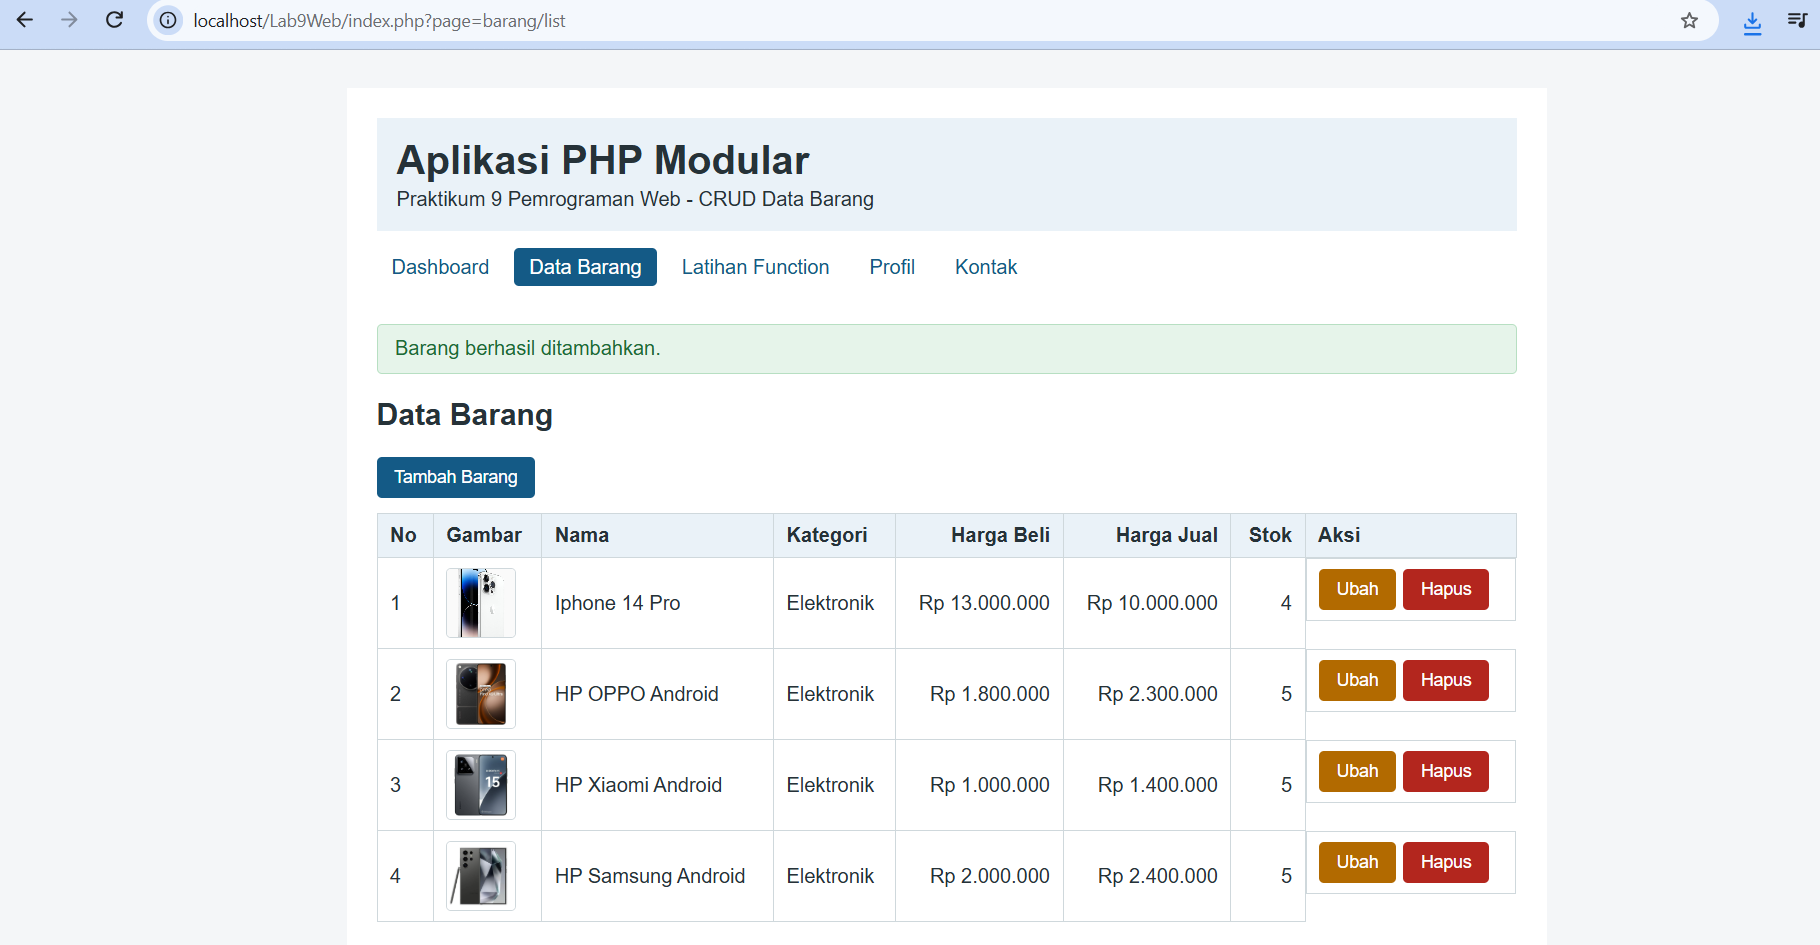 localhost/Lab9Web/index.php?page=barang/list
Aplikasi PHP Modular
Praktikum 9 Pemrograman Web - CRUD Data Barang
Dashboard Data Barang Latihan Function Profil Kontak
Barang berhasil ditambahkan.
Data Barang
Tambah Barang
No Gambar Nama Kategori Harga Beli Harga Jual Stok Aksi
1 Iphone 14 Pro Elektronik Rp 13.000.000 Rp 10.000.000 4 Ubah Hapus
2 HP OPPO Android Elektronik Rp 1.800.000 Rp 2.300.000 5 Ubah Hapus
3 15 HP Xiaomi Android Elektronik Rp 1.000.000 Rp 1.400.000 5 Ubah Hapus
4 HP Samsung Android Elektronik Rp 2.000.000 Rp 2.400.000 5 Ubah Hapus